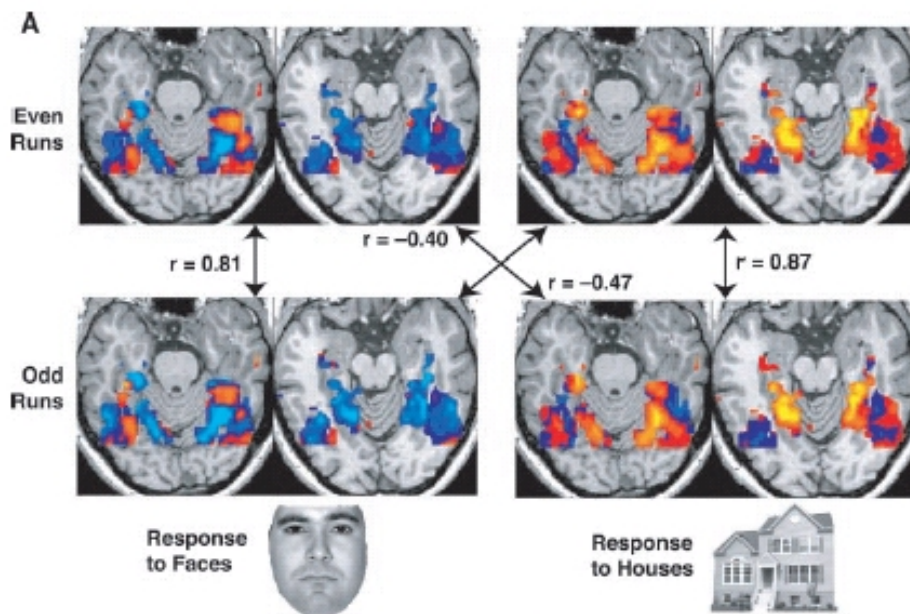 A
Even
Runs
r = –0.40
r = 0.81
r = 0.87
r = –0.47
Odd
Runs
Response
to Faces
Response
to Houses